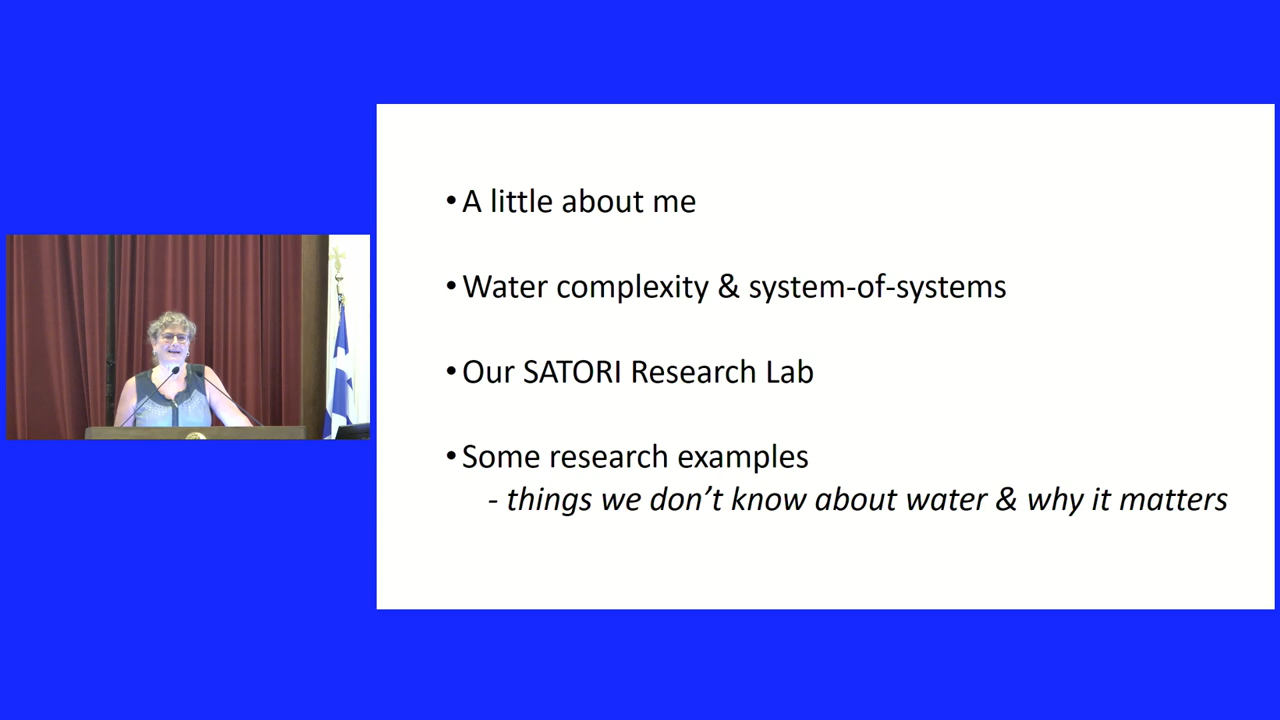 • A little about me
• Water complexity & system-of-systems
• Our SATORI Research Lab
• Some research examples
- things we don’t know about water & why it matters